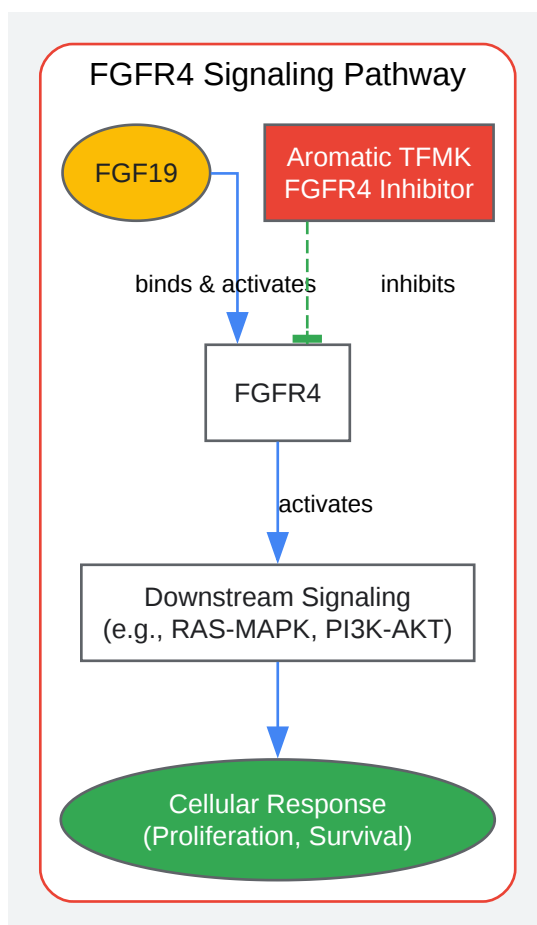 FGFR4 Signaling Pathway
FGF19
Aromatic TFMK
FGFR4 Inhibitor
binds & activates
inhibits
FGFR4
activates
Downstream Signaling
(e.g., RAS-MAPK, PI3K-AKT)
Cellular Response
(Proliferation, Survival)